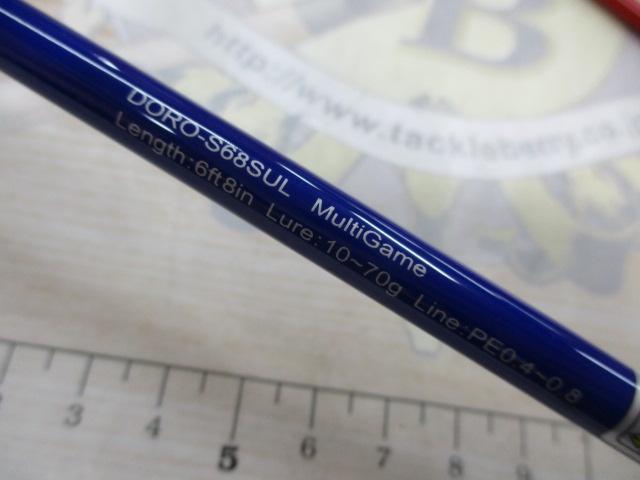 B
http://www.tackleberry.co.
DORO-S68SUL MultiGame
Length:6ft8in Lure:10~70g Line:PE0.4~0.8
3 4 5 6 7 8 9